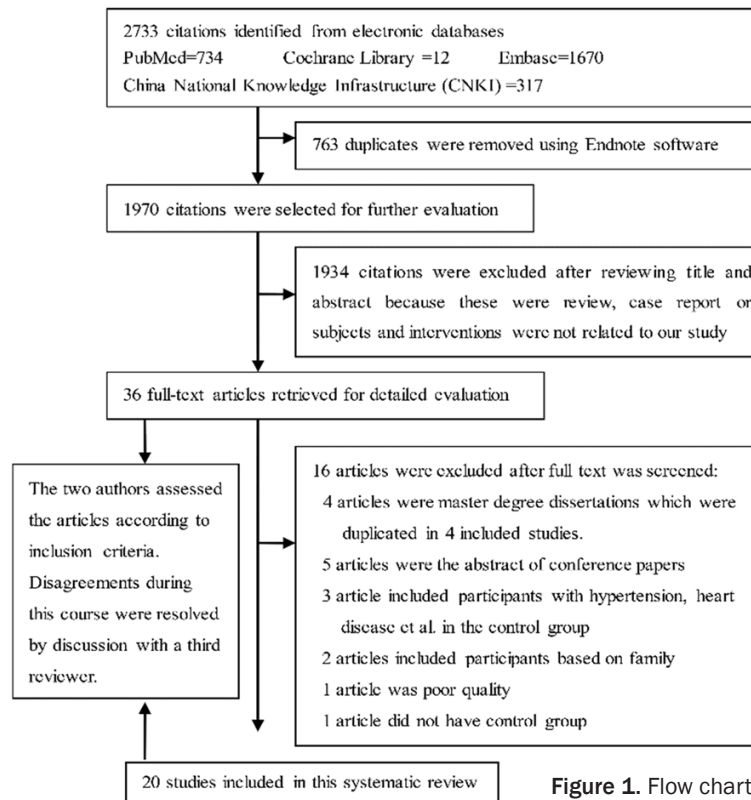 2733 citations identified from electronic databases
PubMed=734 Cochrane Library =12 Embase=1670
China National Knowledge Infrastructure (CNKI) =317
763 duplicates were removed using Endnote software
1970 citations were selected for further evaluation
1934 citations were excluded after reviewing title and
abstract because these were review, case report or
subjects and interventions were not related to our study
36 full-text articles retrieved for detailed evaluation
The two authors assessed
the articles according to
inclusion criteria.
Disagreements during
this course were resolved
by discussion with a third
reviewer.
16 articles were excluded after full text was screened:
4 articles were master degree dissertations which were
duplicated in 4 included studies.
5 articles were the abstract of conference papers
3 article included participants with hypertension, heart
disease et al. in the control group
2 articles included participants based on family
1 article was poor quality
1 article did not have control group
20 studies included in this systematic review
Figure 1. Flow chart